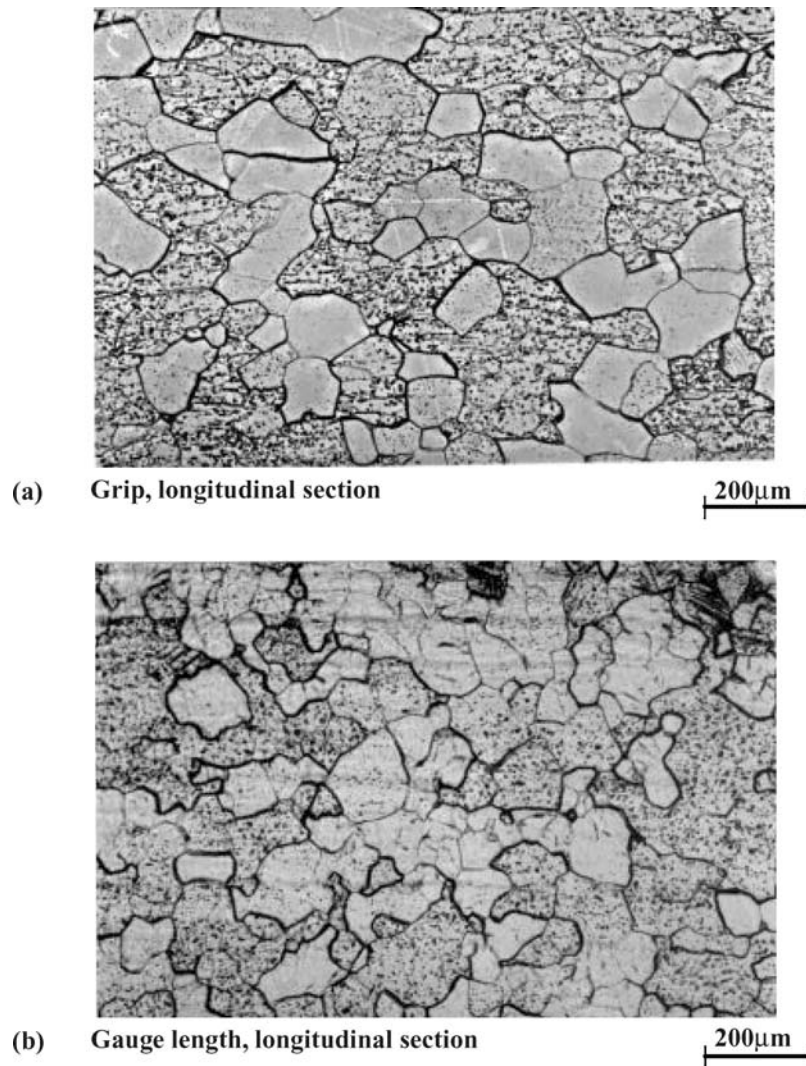 (a) Grip, longitudinal section
200μm
(b) Gauge length, longitudinal section
200μm